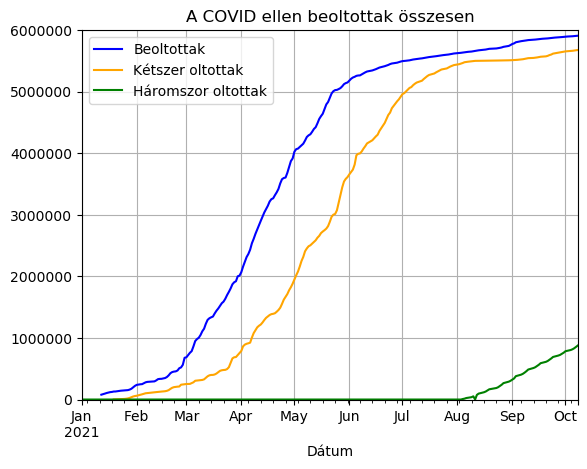 A COVID ellen beoltottak összesen
6000000
5000000
4000000
3000000
2000000
1000000
0
Beoltottak
Kétszer oltottak
Háromszor oltottak
Jan Feb Mar Apr May Jun Jul Aug Sep Oct
2021
Dátum